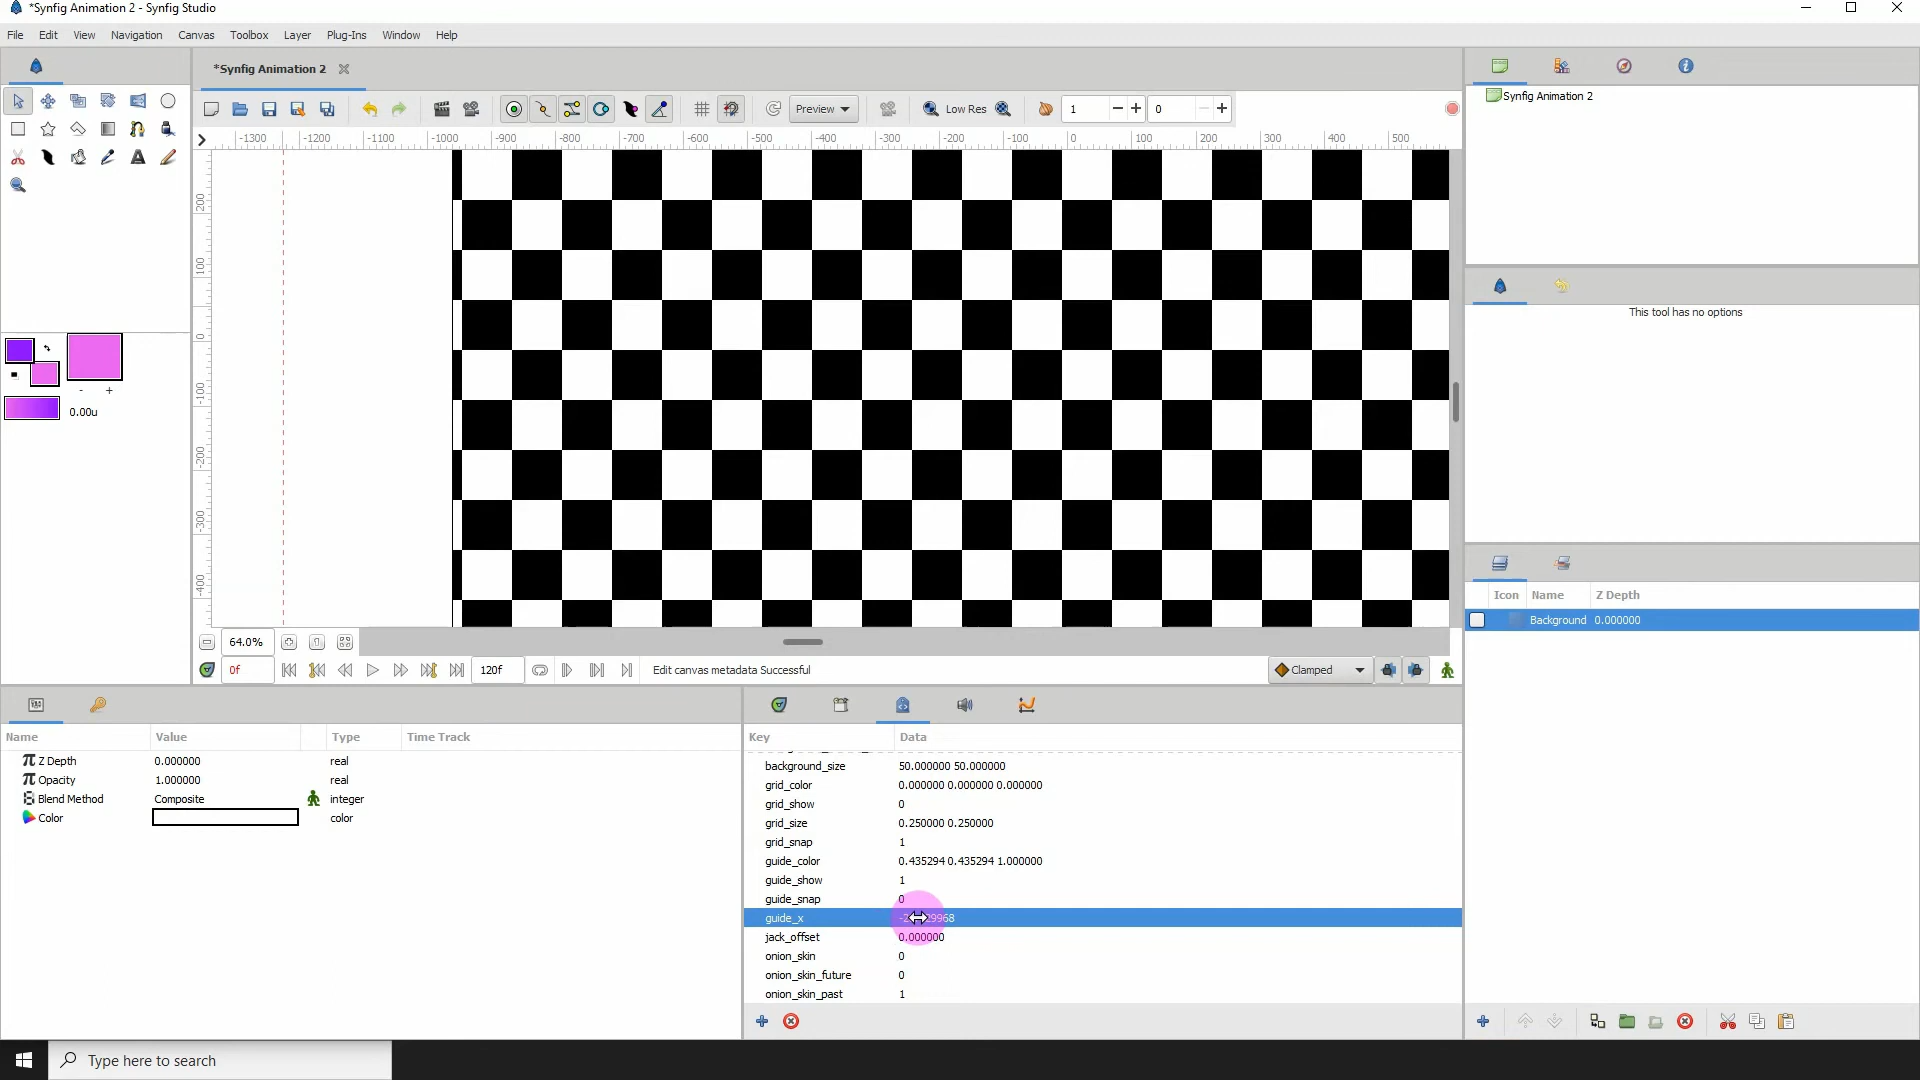 *Synfig Animation 2 - Synfig Studio
File Edit View Navigation Canvas Toolbox Layer Plug-Ins Window Help
*Synfig Animation 2
Preview Low Res 1 0
-1300 -1200 -1100 -1000 -900 -800 -700 -600 -500 -400 -300 -200 -100 0 100 200 300 400 500
200
100
0
-100
-200
-300
-400
- +
0.00u
64.0%
0f 120f Edit canvas metadata Successful Clamped
Name Value Type Time Track
Z Depth 0.000000 real
Opacity 1.000000 real
Blend Method Composite integer
Color color
Key Data
background_size 50.000000 50.000000
grid_color 0.000000 0.000000 0.000000
grid_show 0
grid_size 0.250000 0.250000
grid_snap 1
guide_color 0.435294 0.435294 1.000000
guide_show 1
guide_snap 0
guide_x
jack_offset 0.000000
onion_skin 0
onion_skin_future 0
onion_skin_past 1
Synfig Animation 2
This tool has no options
Icon Name Z Depth
Background 0.000000
Type here to search